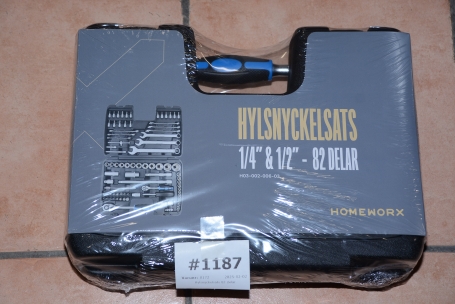 HYLSNYCKELSATS
1/4" & 1/2" - 82 DELAR
HOMEWORX
#1187